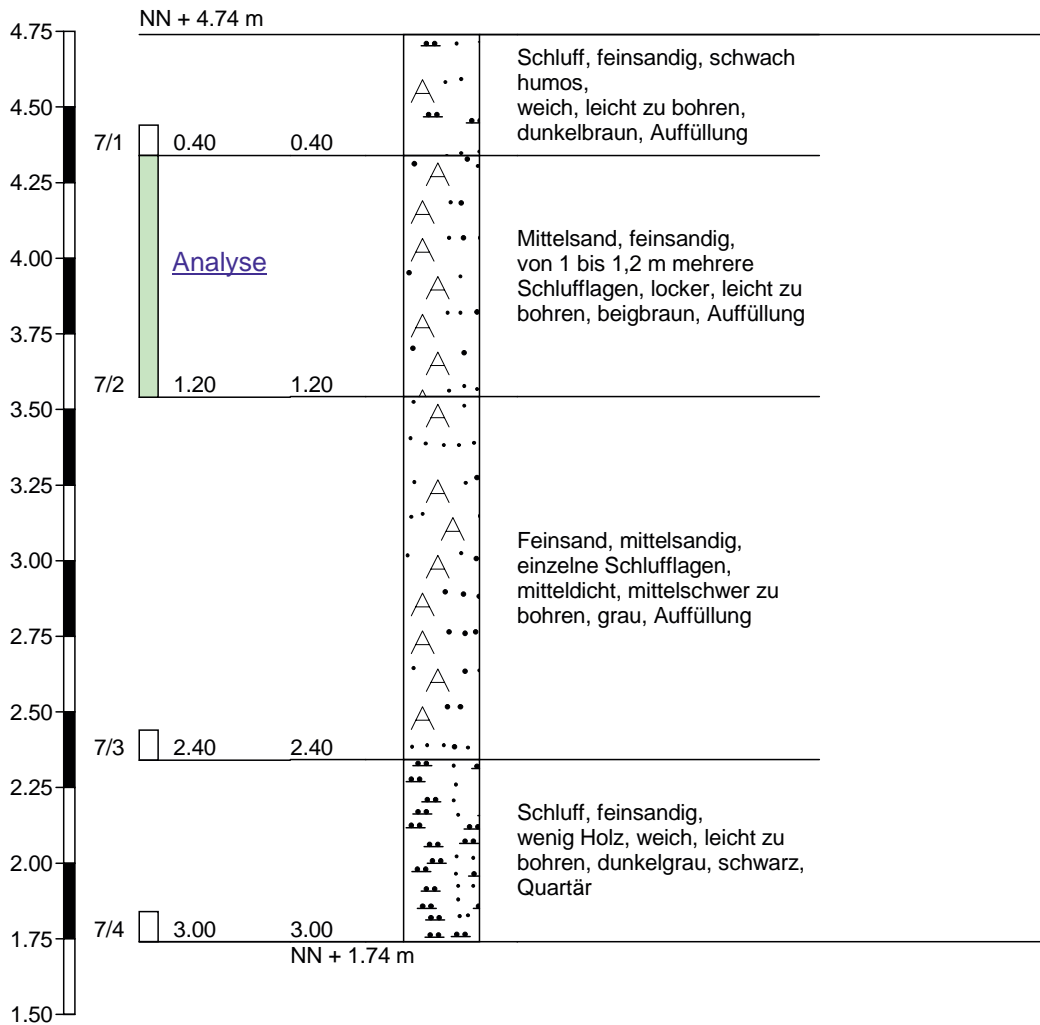 NN + 4.74 m
4.75
Schluff, feinsandig, schwach
humos,
weich, leicht zu bohren,
dunkelbraun, Auffüllung
4.50
7/1 0.40 0.40
4.25
Mittelsand, feinsandig,
von 1 bis 1,2 m mehrere
Schlufflagen, locker, leicht zu
bohren, beigbraun, Auffüllung
4.00
Analyse
3.75
7/2 1.20 1.20
3.50
3.25
Feinsand, mittelsandig,
einzelne Schlufflagen,
mitteldicht, mittelschwer zu
bohren, grau, Auffüllung
3.00
2.75
2.50
7/3 2.40 2.40
2.25
Schluff, feinsandig,
wenig Holz, weich, leicht zu
bohren, dunkelgrau, schwarz,
Quartär
2.00
7/4 3.00 3.00
1.75
NN + 1.74 m
1.50